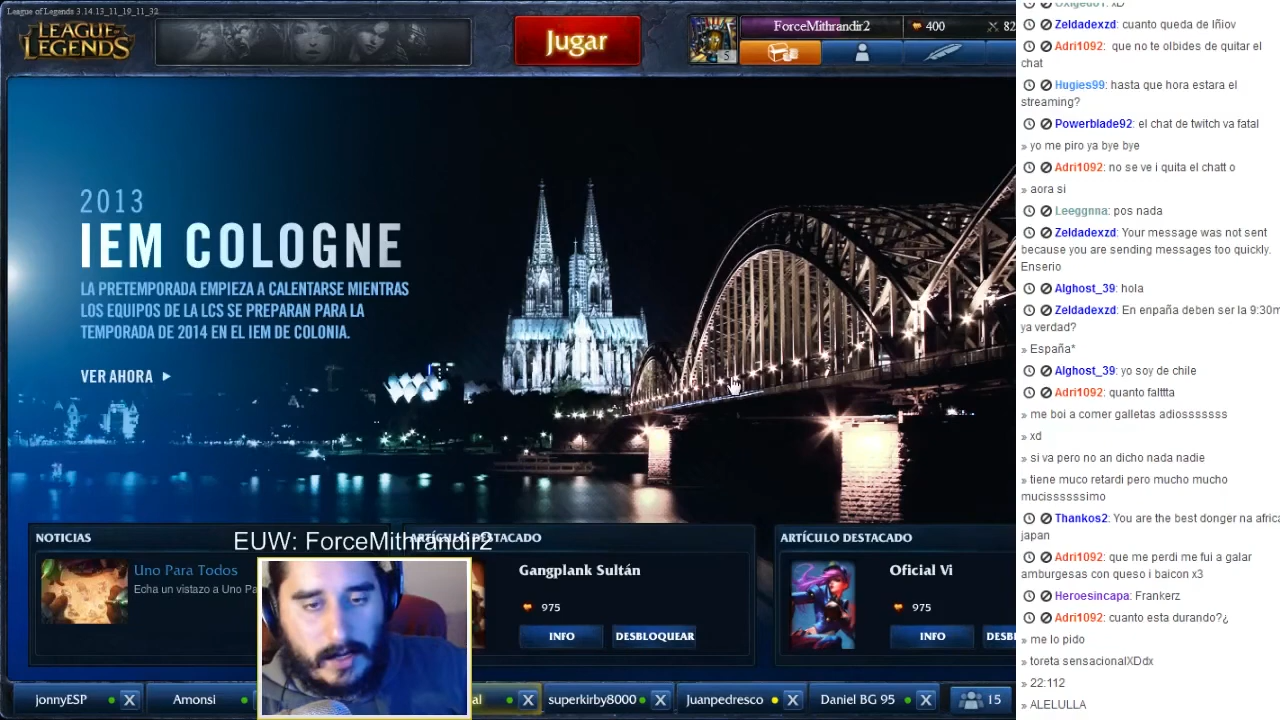 League of Legends 3.14.13_11_19_11_32
LEAGUE OF LEGENDS
Jugar
5
ForceMithrandir2
400
82
2013
IEM COLOGNE
LA PRETEMPORADA EMPIEZA A CALENTARSE MIENTRAS
LOS EQUIPOS DE LA LCS SE PREPARAN PARA LA
TEMPORADA DE 2014 EN EL IEM DE COLONIA.
VER AHORA
NOTICIAS
Uno Para Todos
Echa un vistazo a Uno Pa
EUW: ForceMithrandir2
ARTÍCULO DESTACADO
Gangplank Sultán
975
INFO
DESBLOQUEAR
ARTÍCULO DESTACADO
Oficial Vi
975
INFO
DESB
jonnyESP X
Amonsi
al X
superkirby8000 X
Juanpedresco X
Daniel BG 95 X
15
Zeldadexzd: cuanto queda de lñiov
Adri1092: que no te olbides de quitar el
chat
Hugies99: hasta que hora estara el
streaming?
Powerblade92: el chat de twitch va fatal
» yo me piro ya bye bye
Adri1092: no se ve i quita el chatt o
» aora si
Leeggnna: pos nada
Zeldadexzd: Your message was not sent
because you are sending messages too quickly.
Enserio
Alghost_39: hola
Zeldadexzd: En enpaña deben ser la 9:30m
ya verdad?
» España*
Alghost_39: yo soy de chile
Adri1092: quanto falttta
» me boi a comer galletas adiosssssss
» xd
» si va pero no an dicho nada nadie
» tiene muco retardi pero mucho mucho
mucissssssimo
Thankos2: You are the best donger na africa
japan
Adri1092: que me perdi me fui a galar
amburgesas con queso i baicon x3
Heroesincapa: Frankerz
Adri1092: cuanto esta durando?¿
» me lo pido
» toreta sensacionalXDdx
» 22:112
» ALELULLA